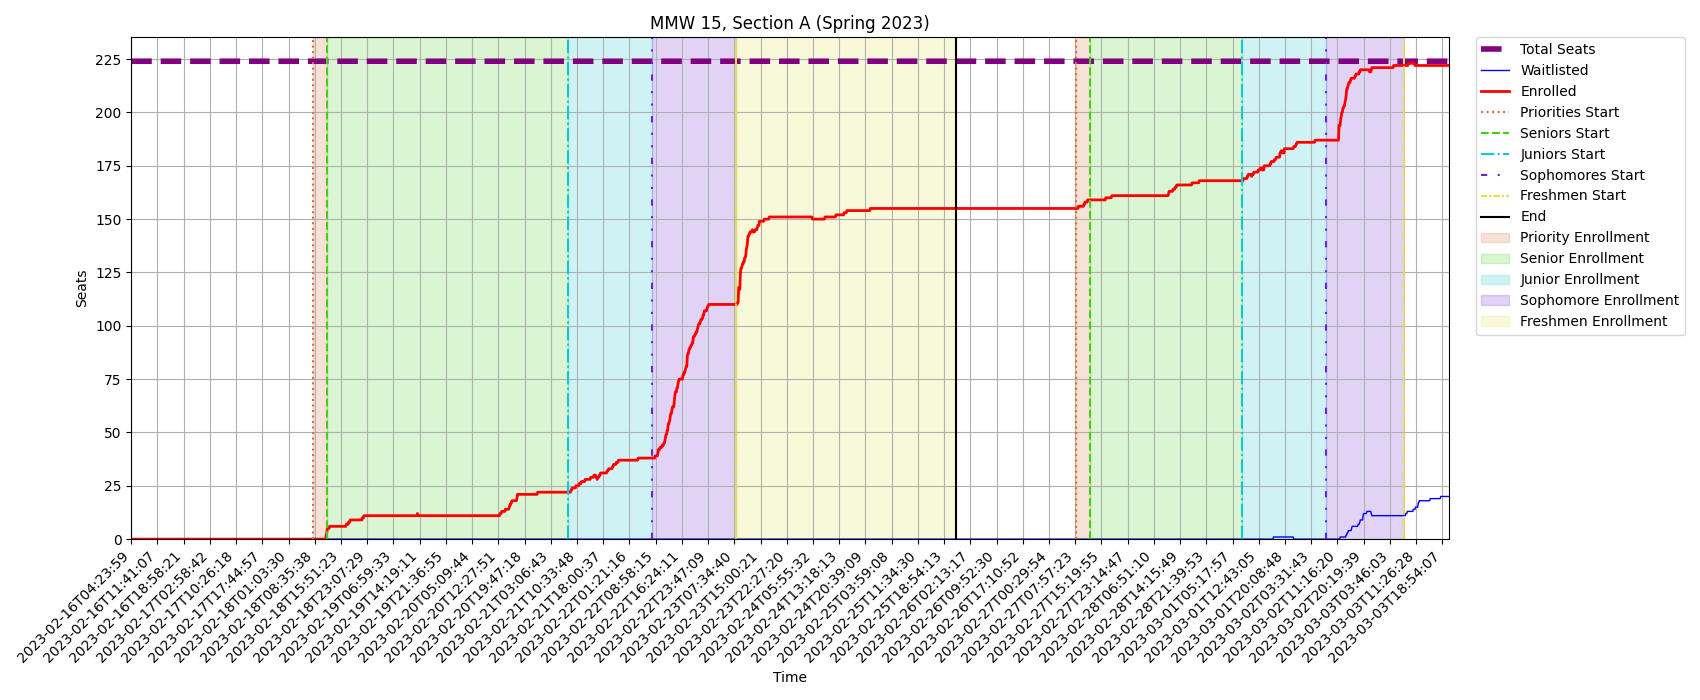 MMW 15, Section A (Spring 2023)
Seats
225
200
175
150
125
100
75
50
25
0
2023-02-16T04:23:59
2023-02-16T11:41:07
2023-02-16T18:58:21
2023-02-17T02:58:42
2023-02-17T10:26:18
2023-02-17T17:44:57
2023-02-18T01:03:30
2023-02-18T08:35:38
2023-02-18T15:51:23
2023-02-18T23:07:29
2023-02-19T06:59:33
2023-02-19T14:19:11
2023-02-19T21:36:55
2023-02-20T05:09:44
2023-02-20T12:27:51
2023-02-20T19:47:18
2023-02-21T03:06:43
2023-02-21T10:33:48
2023-02-21T18:00:37
2023-02-22T01:21:16
2023-02-22T08:58:15
2023-02-22T16:24:11
2023-02-22T23:47:09
2023-02-23T07:34:40
2023-02-23T15:00:21
2023-02-23T22:27:20
2023-02-24T05:55:32
2023-02-24T13:18:13
2023-02-24T20:39:09
2023-02-25T03:59:08
2023-02-25T11:34:30
2023-02-25T18:54:13
2023-02-26T02:13:17
2023-02-26T09:52:30
2023-02-26T17:10:52
2023-02-27T00:29:54
2023-02-27T07:57:23
2023-02-27T15:19:55
2023-02-27T23:14:47
2023-02-28T06:51:10
2023-02-28T14:15:49
2023-02-28T21:39:53
2023-03-01T05:17:57
2023-03-01T12:43:05
2023-03-01T20:08:48
2023-03-02T03:31:43
2023-03-02T11:16:20
2023-03-02T20:19:39
2023-03-03T03:46:03
2023-03-03T11:26:28
2023-03-03T18:54:07
Time
Total Seats
Waitlisted
Enrolled
Priorities Start
Seniors Start
Juniors Start
Sophomores Start
Freshmen Start
End
Priority Enrollment
Senior Enrollment
Junior Enrollment
Sophomore Enrollment
Freshmen Enrollment